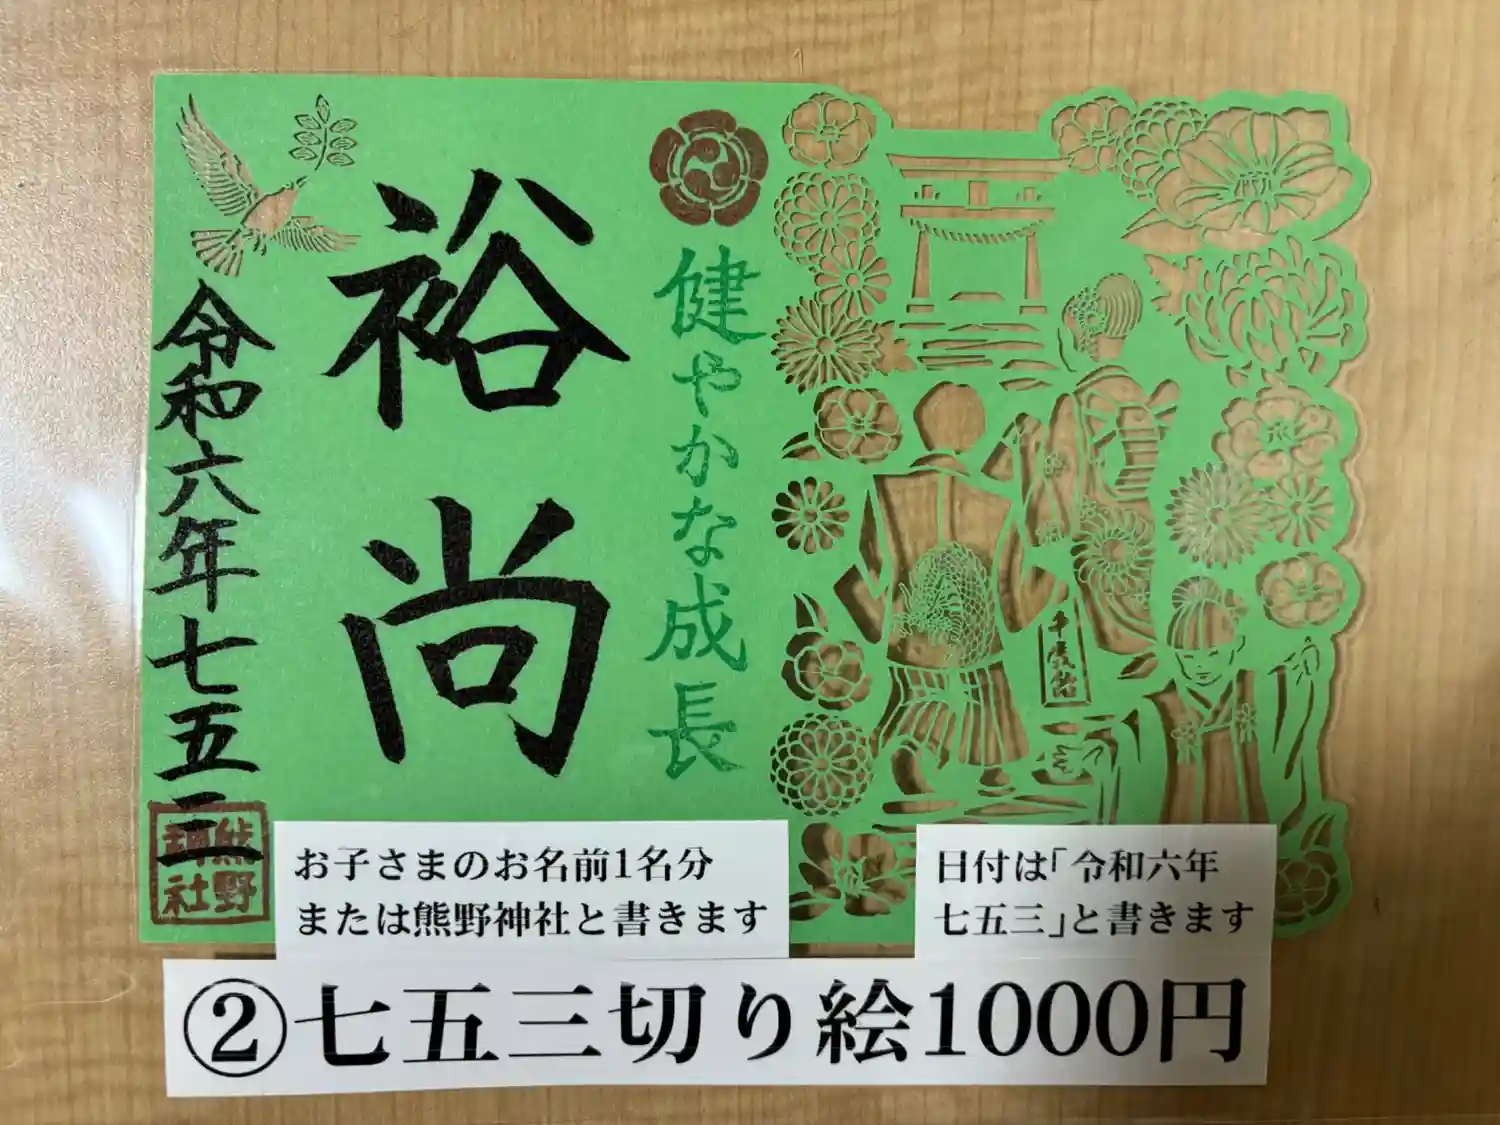 健やかな成長
裕尚
令和六年七五三
熊野
神社
千歳飴
お子さまのお名前1名分
または熊野神社と書きます
日付は｢令和六年
七五三｣と書きます
②七五三切り絵1000円